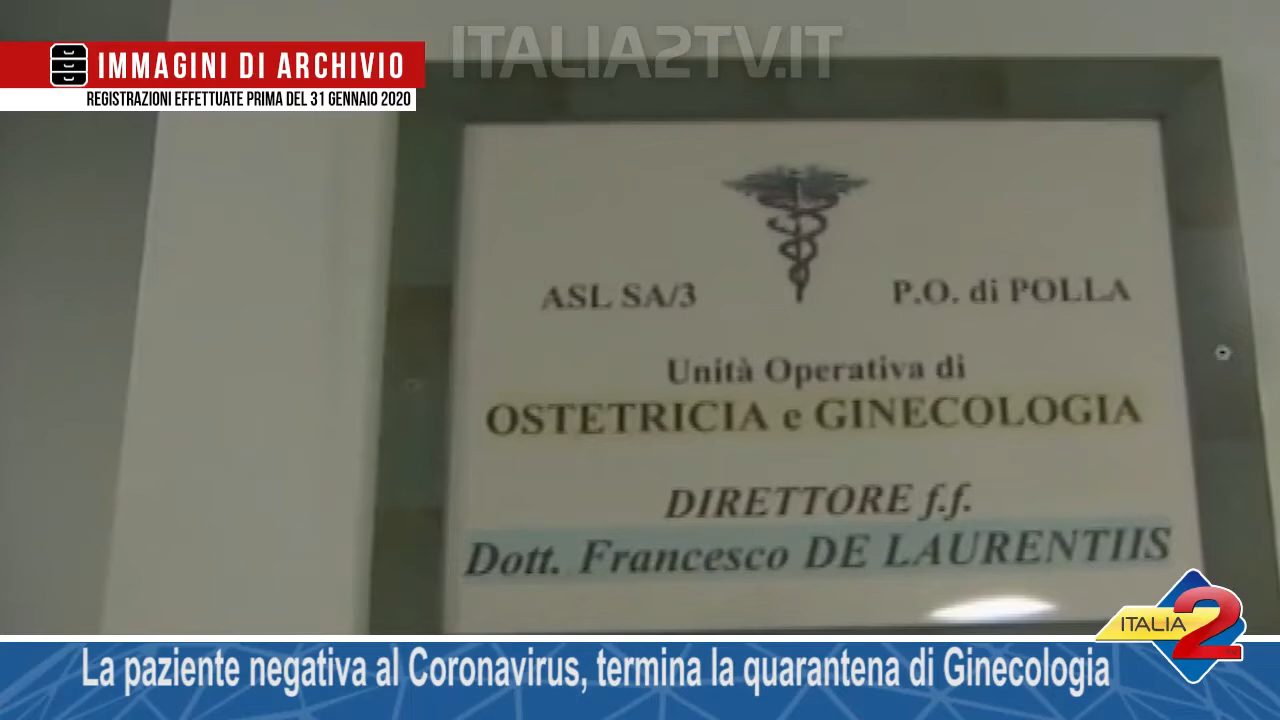 ITALIA2TV.IT
IMMAGINI DI ARCHIVIO
REGISTRAZIONI EFFETTUATE PRIMA DEL 31 GENNAIO 2020
ASL SA/3 P.O. di POLLA
Unità Operativa di
OSTETRICIA e GINECOLOGIA
DIRETTORE f.f.
Dott. Francesco DE LAURENTIIS
ITALIA 2
La paziente negativa al Coronavirus, termina la quarantena di Ginecologia